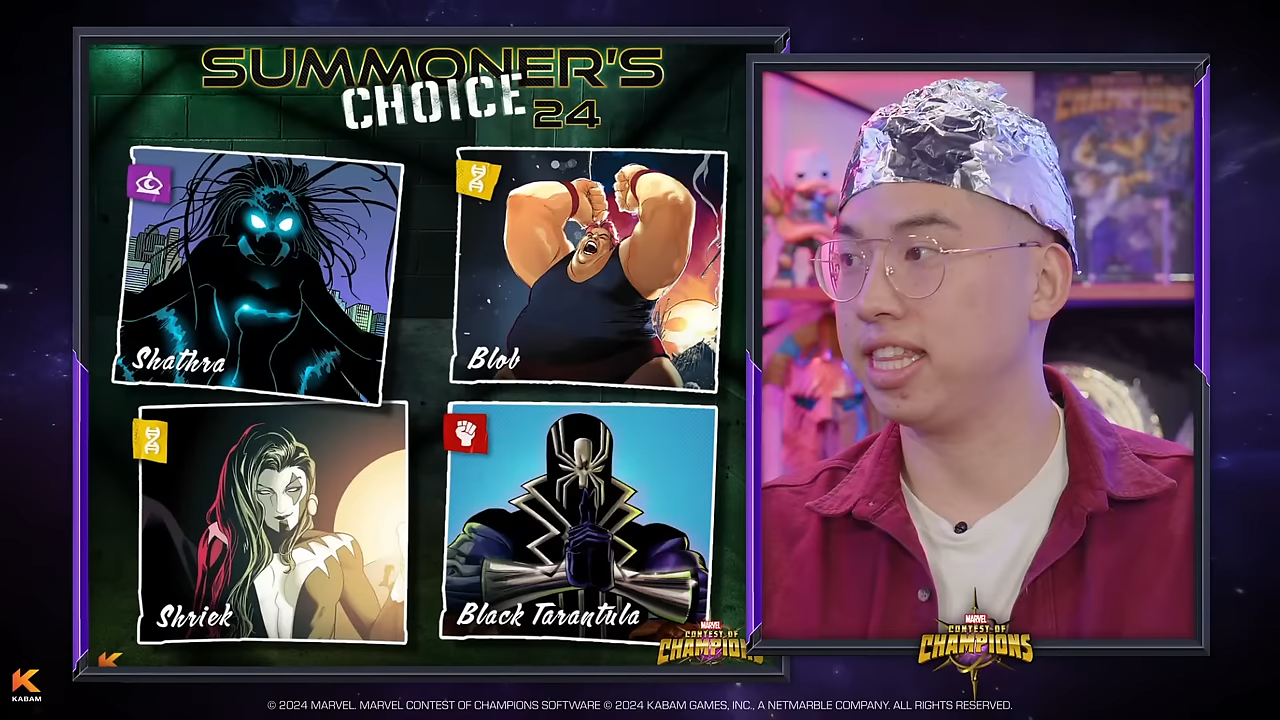 SUMMONER'S
CHOICE 24
Shathra
Blob
Shriek
Black Tarantula
MARVEL
CONTEST OF
CHAMPIONS
MARVEL
CONTEST OF
CHAMPIONS
KABAM
© 2024 MARVEL. MARVEL CONTEST OF CHAMPIONS SOFTWARE © 2024 KABAM GAMES, INC., A NETMARBLE COMPANY. ALL RIGHTS RESERVED.